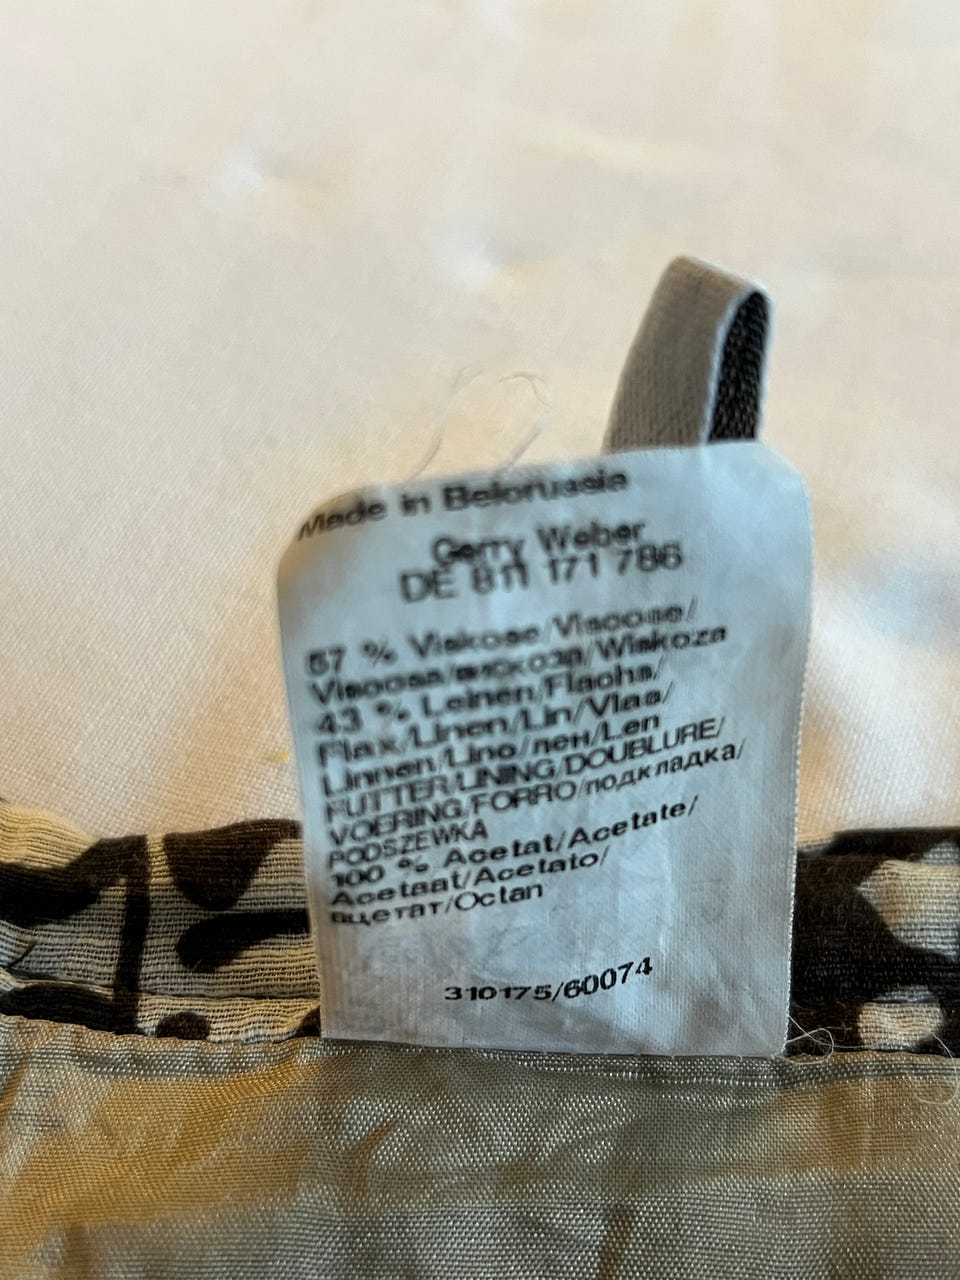 Made in Belorussia
Gerry Weber
DE 811 171 786
57 % Viskose/Viscose/
Viscosa/вискоза/Wiskoza
43 % Leinen/Flachs/
Flax/Linen/Lin/Vlas/
Linnen/Lino/лен/Len
FUTTER/LINING/DOUBLURE/
VOERING/FORRO/подкладка/
PODSZEWKA
100 % Acetat/Acetate/
Acetaat/Acetato/
ацетат/Octan
310175/60074